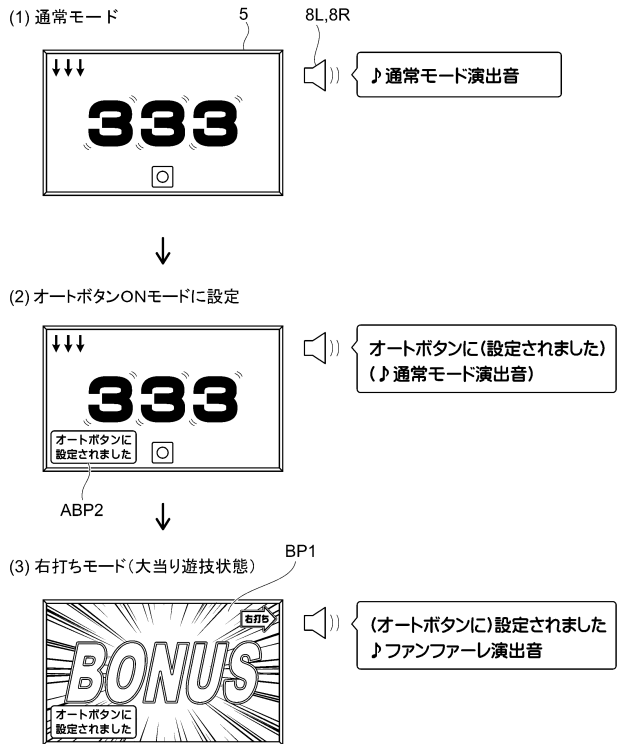 (1) 通常モード
5
8L,8R
↓↓↓
333
♪通常モード演出音
↓
(2) オートボタンONモードに設定
↓↓↓
333
オートボタンに
設定されました
オートボタンに(設定されました)
(♪通常モード演出音)
ABP2
↓
(3) 右打ちモード(大当り遊技状態)
BP1
右打ち
BONUS
オートボタンに
設定されました
(オートボタンに)設定されました
♪ファンファーレ演出音